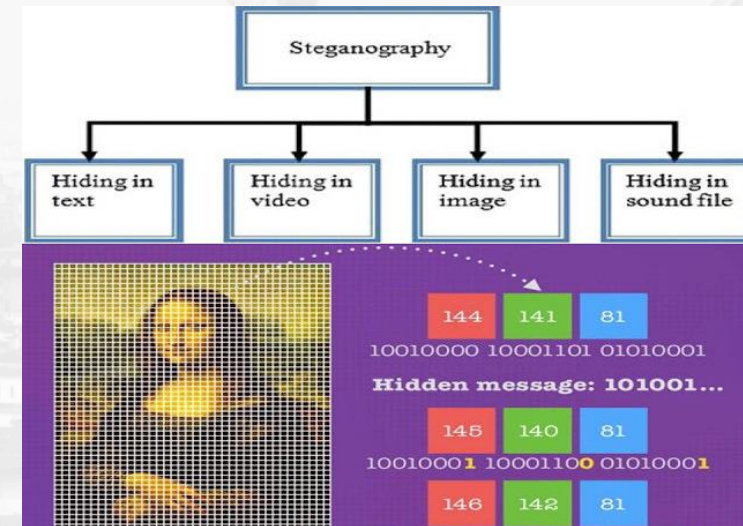 Steganography
Hiding in text
Hiding in video
Hiding in image
Hiding in sound file
144 141 81
10010000 10001101 01010001
Hidden message: 101001...
145 140 81
10010001 10001100 01010001
146 142 81